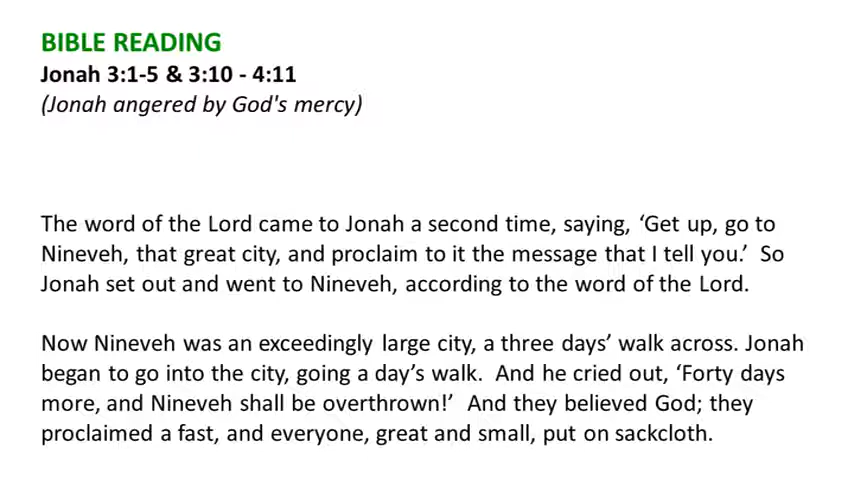 BIBLE READING
Jonah 3:1-5 & 3:10 - 4:11
(Jonah angered by God's mercy)
The word of the Lord came to Jonah a second time, saying, ‘Get up, go to
Nineveh, that great city, and proclaim to it the message that I tell you.’  So
Jonah set out and went to Nineveh, according to the word of the Lord.
Now Nineveh was an exceedingly large city, a three days’ walk across. Jonah
began to go into the city, going a day’s walk.  And he cried out, ‘Forty days
more, and Nineveh shall be overthrown!’  And they believed God; they
proclaimed a fast, and everyone, great and small, put on sackcloth.